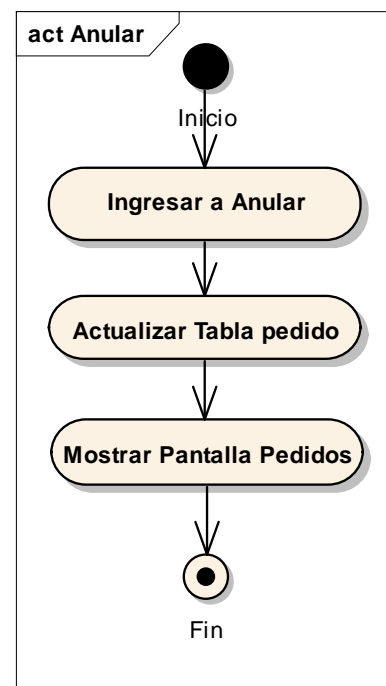 act Anular
Inicio
Ingresar a Anular
Actualizar Tabla pedido
Mostrar Pantalla Pedidos
Fin